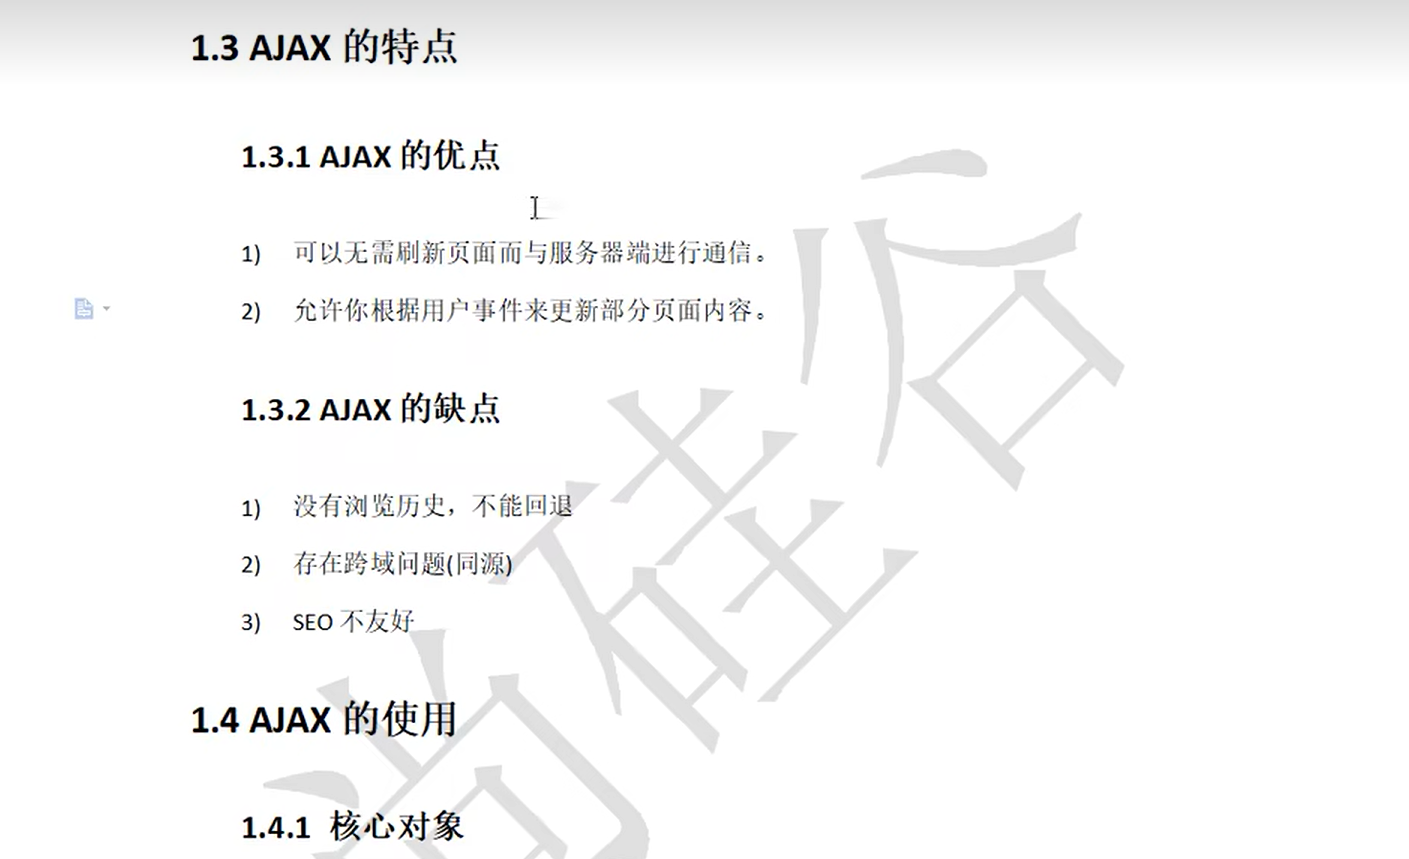 1.3 AJAX 的特点
1.3.1 AJAX 的优点
1) 可以无需刷新页面而与服务器端进行通信。
2) 允许你根据用户事件来更新部分页面内容。
1.3.2 AJAX 的缺点
1) 没有浏览历史，不能回退
2) 存在跨域问题(同源)
3) SEO 不友好
1.4 AJAX 的使用
1.4.1 核心对象
尚硅谷